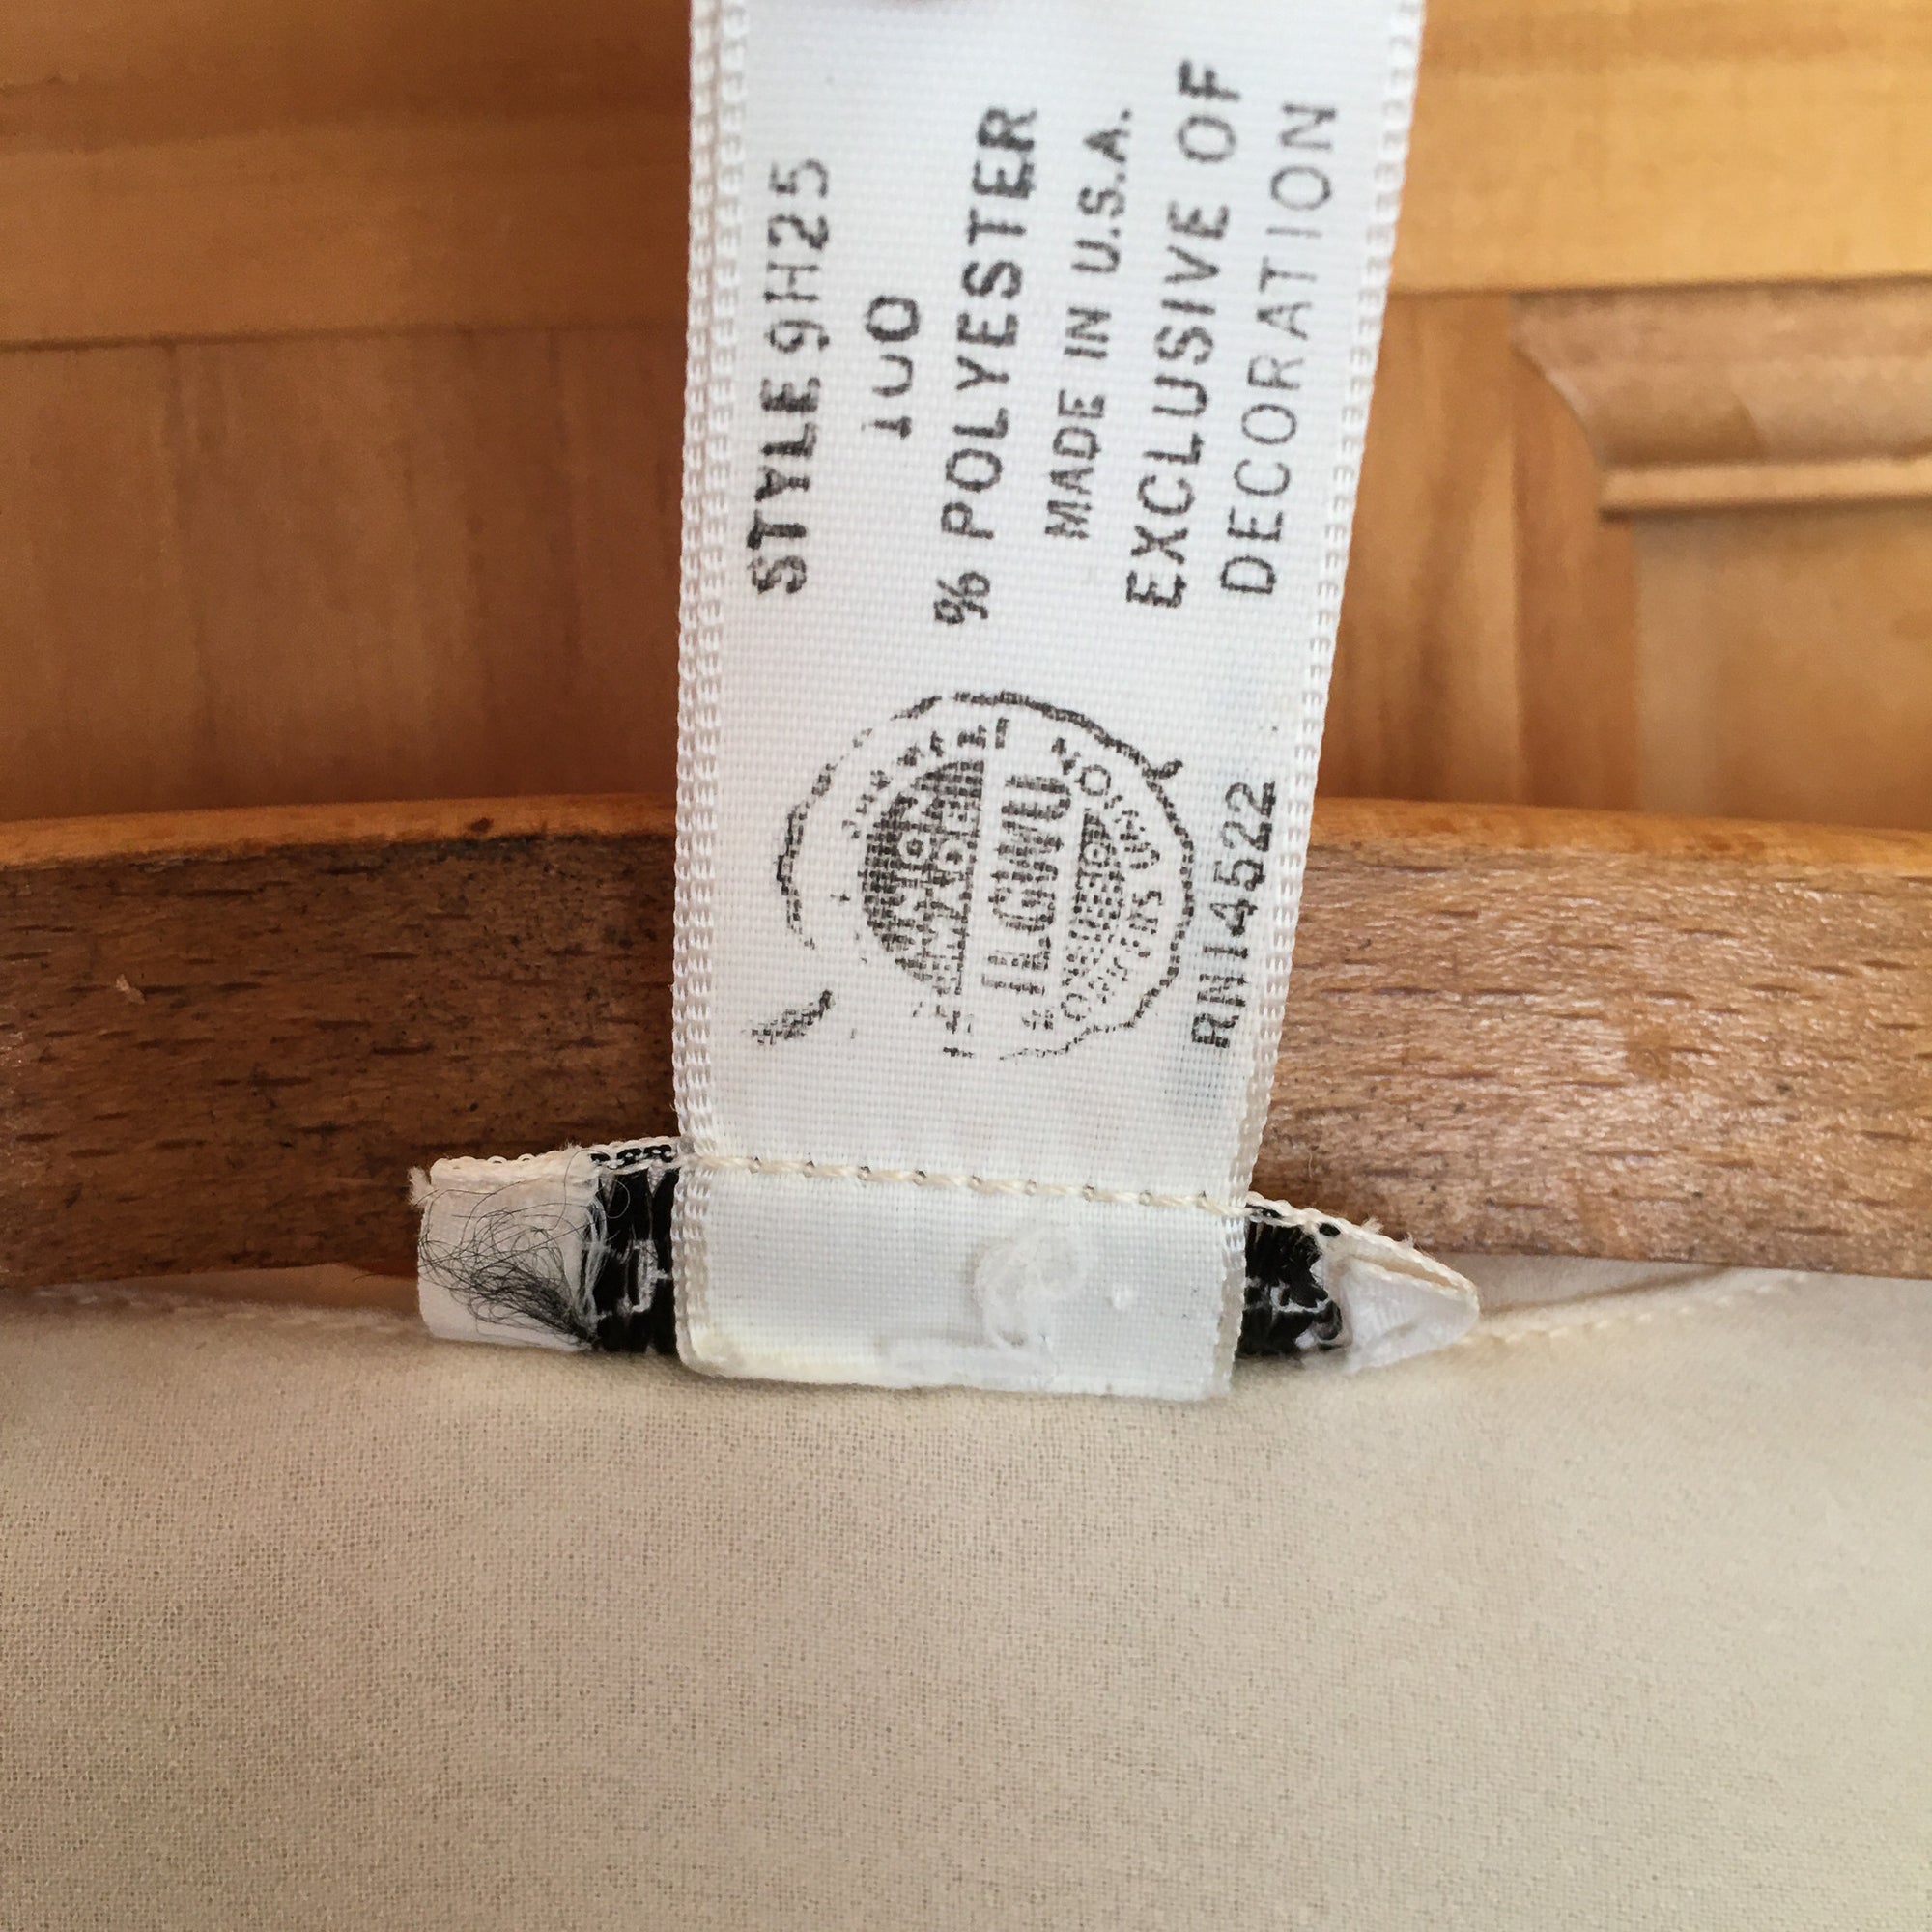 STYLE 9H25
100
% POLYESTER
MADE IN U.S.A.
EXCLUSIVE OF
DECORATION
ILGWU
RN14522